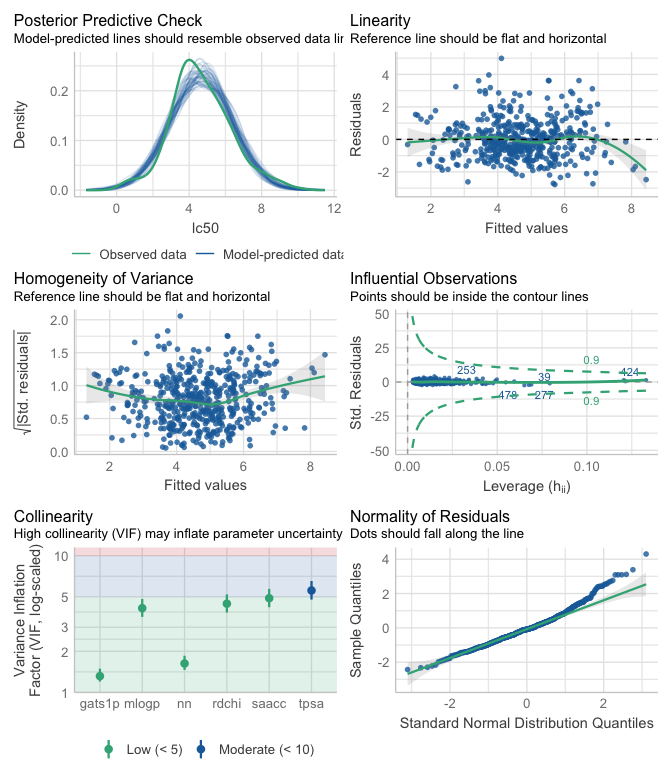 Posterior Predictive Check
Model-predicted lines should resemble observed data lin
Density
0.2
0.1
0.0
0
4
8
12
lc50
Observed data
Model-predicted data
Linearity
Reference line should be flat and horizontal
Residuals
4
2
0
-2
2
4
6
8
Fitted values
Homogeneity of Variance
Reference line should be flat and horizontal
√|Std. residuals|
2.0
1.5
1.0
0.5
0.0
2
4
6
8
Fitted values
Influential Observations
Points should be inside the contour lines
Std. Residuals
50
25
0
-25
-50
0.9
253
39
424
478
277
0.9
0.00
0.05
0.10
Leverage (hii)
Collinearity
High collinearity (VIF) may inflate parameter uncertainty
Variance Inflation
Factor (VIF, log-scaled)
10
5
3
2
1
gats1p mlogp nn rdchi saacc tpsa
Low (< 5)
Moderate (< 10)
Normality of Residuals
Dots should fall along the line
Sample Quantiles
4
2
0
-2
-2
0
2
Standard Normal Distribution Quantiles